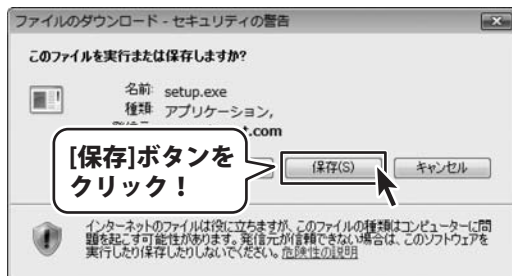 ファイルのダウンロード - セキュリティの警告
このファイルを実行または保存しますか?
名前: setup.exe
種類: アプリケーション,
t.com
[保存]ボタンを
クリック！
保存(S)
キャンセル
インターネットのファイルは役に立ちますが、このファイルの種類はコンピューターに問
題を起こす可能性があります。発信元が信頼できない場合は、このソフトウェアを
実行したり保存したりしないでください。危険性の説明